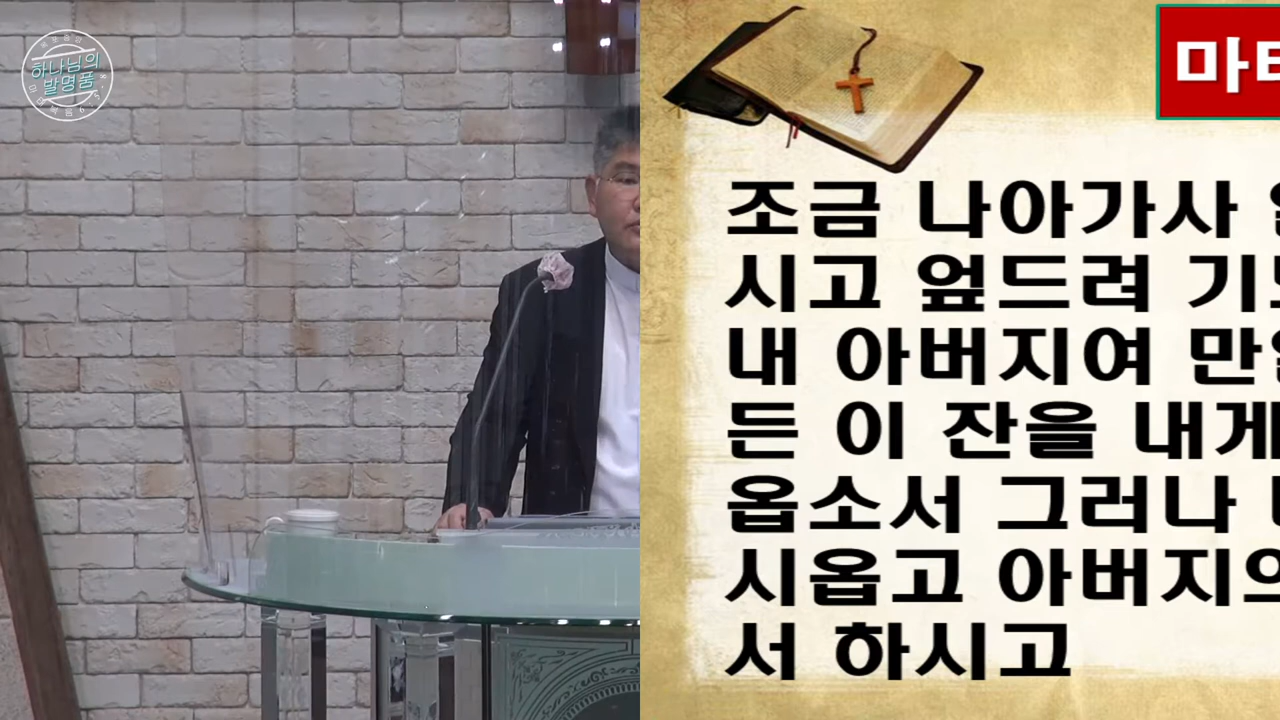 하나님의
발명품
마태
조금 나아가사
시고 엎드려 기도
내 아버지여 만일
든 이 잔을 내게
옵소서 그러나
시옵고 아버지의
서 하시고